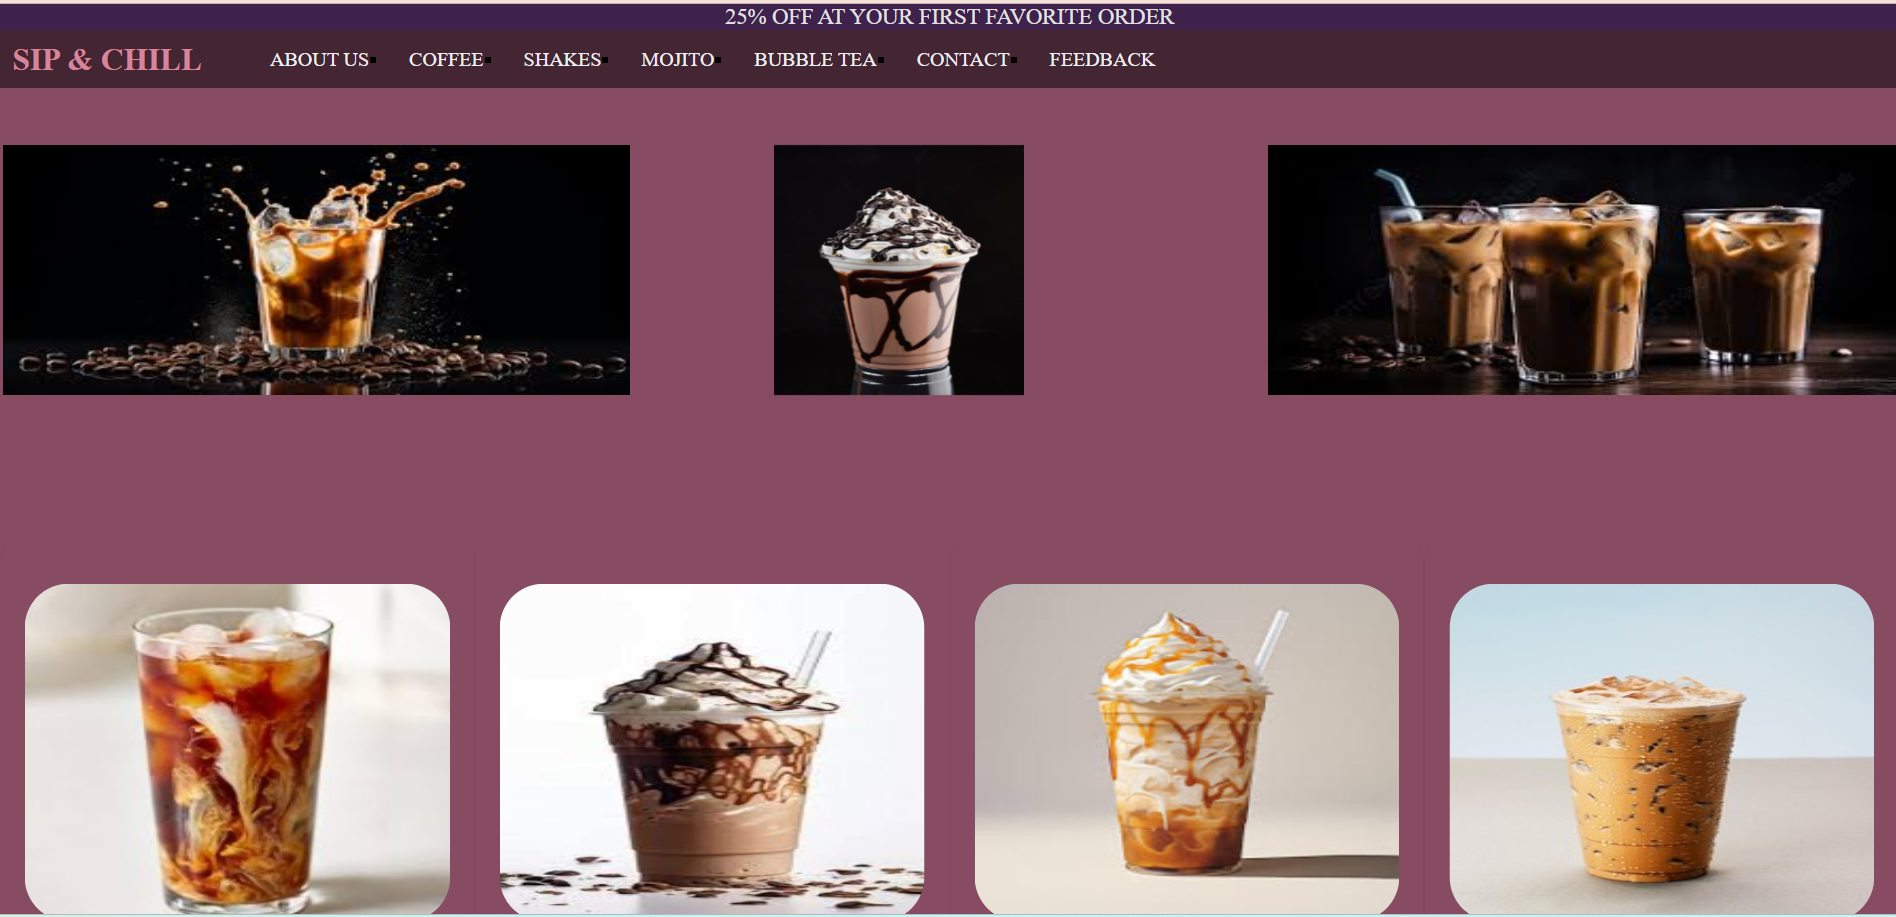 25% OFF AT YOUR FIRST FAVORITE ORDER
SIP & CHILL ABOUT US COFFEE SHAKES MOJITO BUBBLE TEA CONTACT FEEDBACK